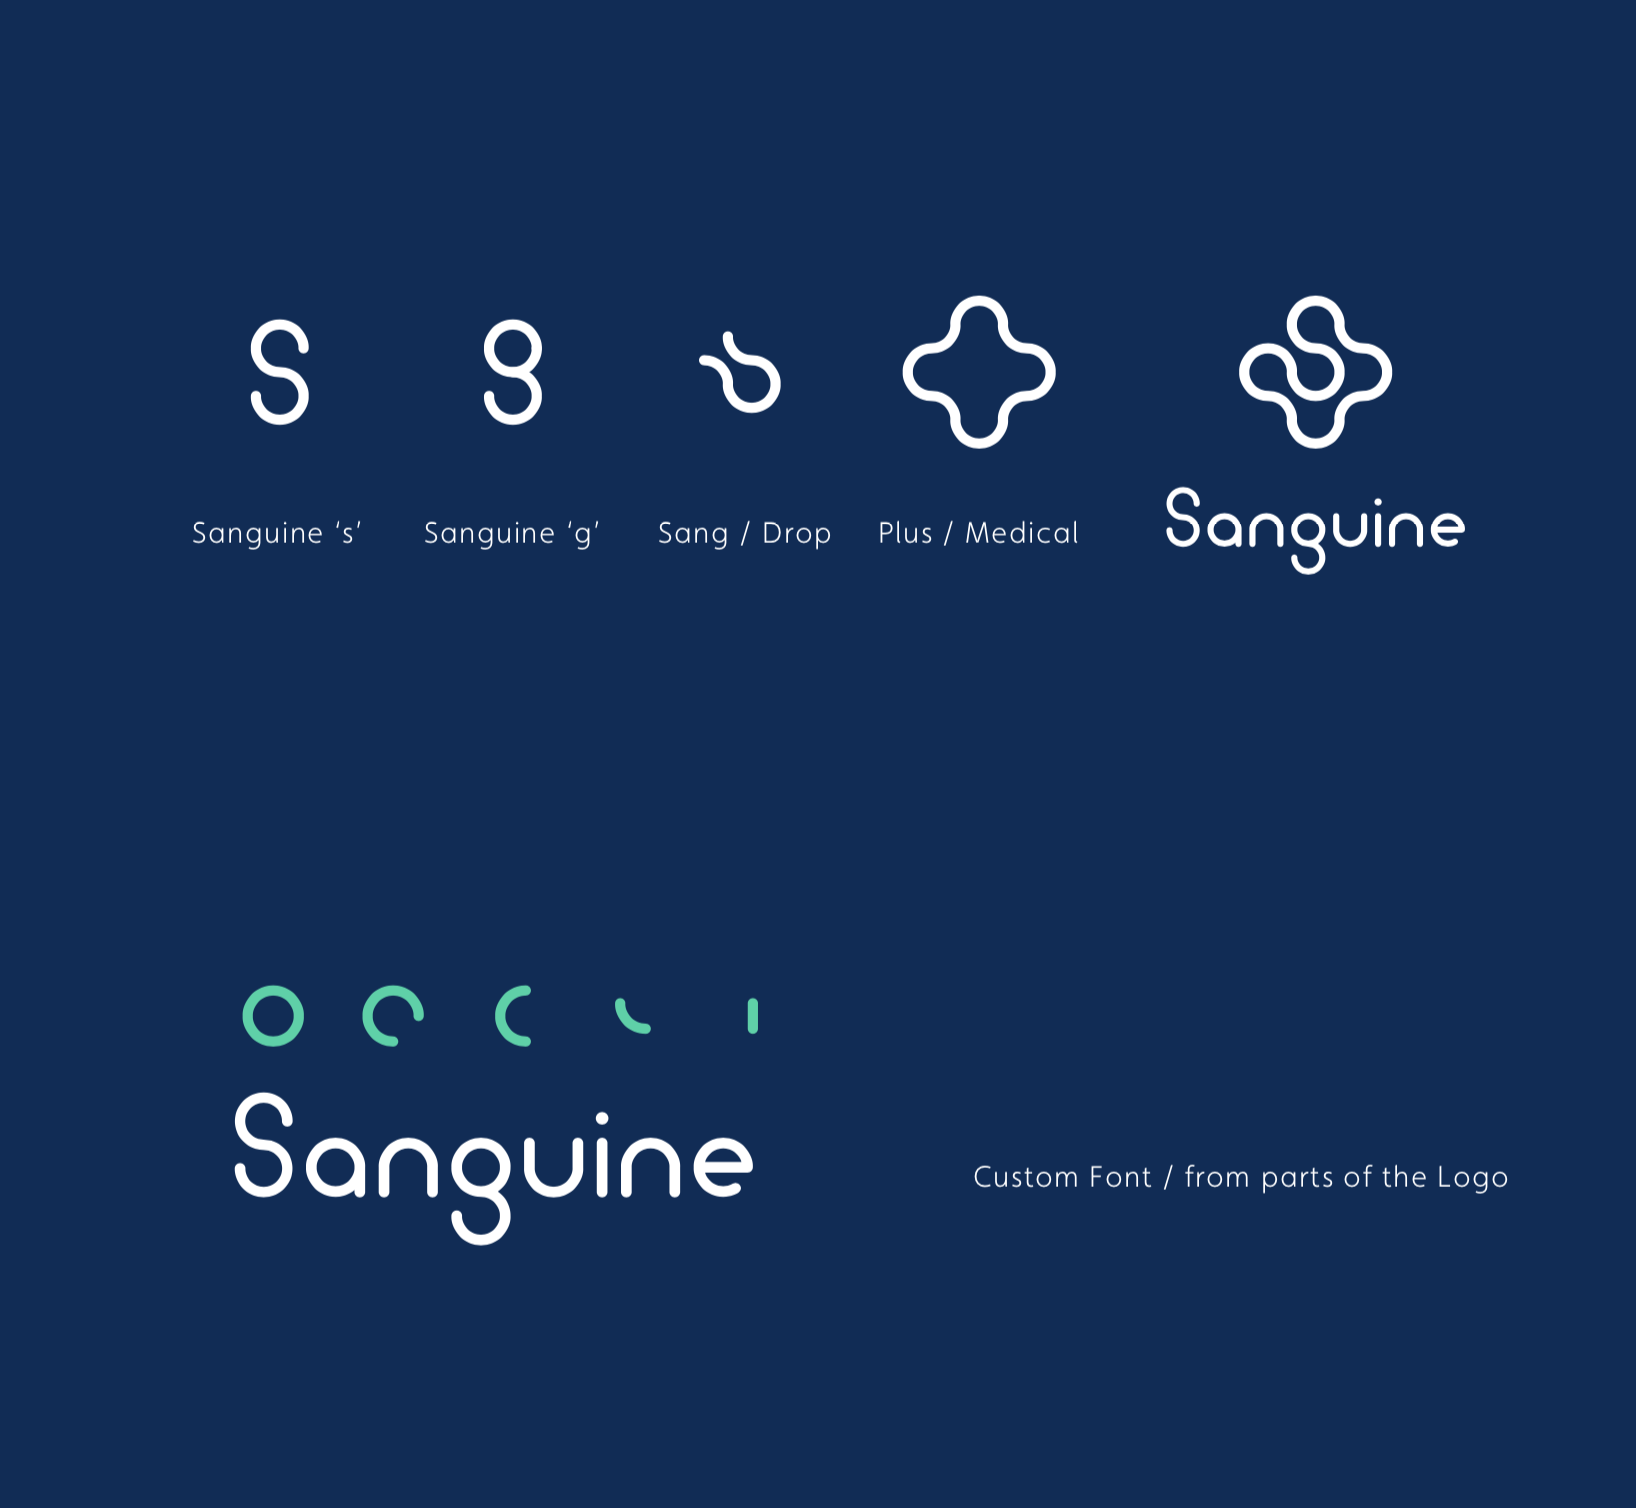 s
g
Sanguine ‘s’
Sanguine ‘g’
Sang / Drop
Plus / Medical
Sanguine
Sanguine
Custom Font / from parts of the Logo